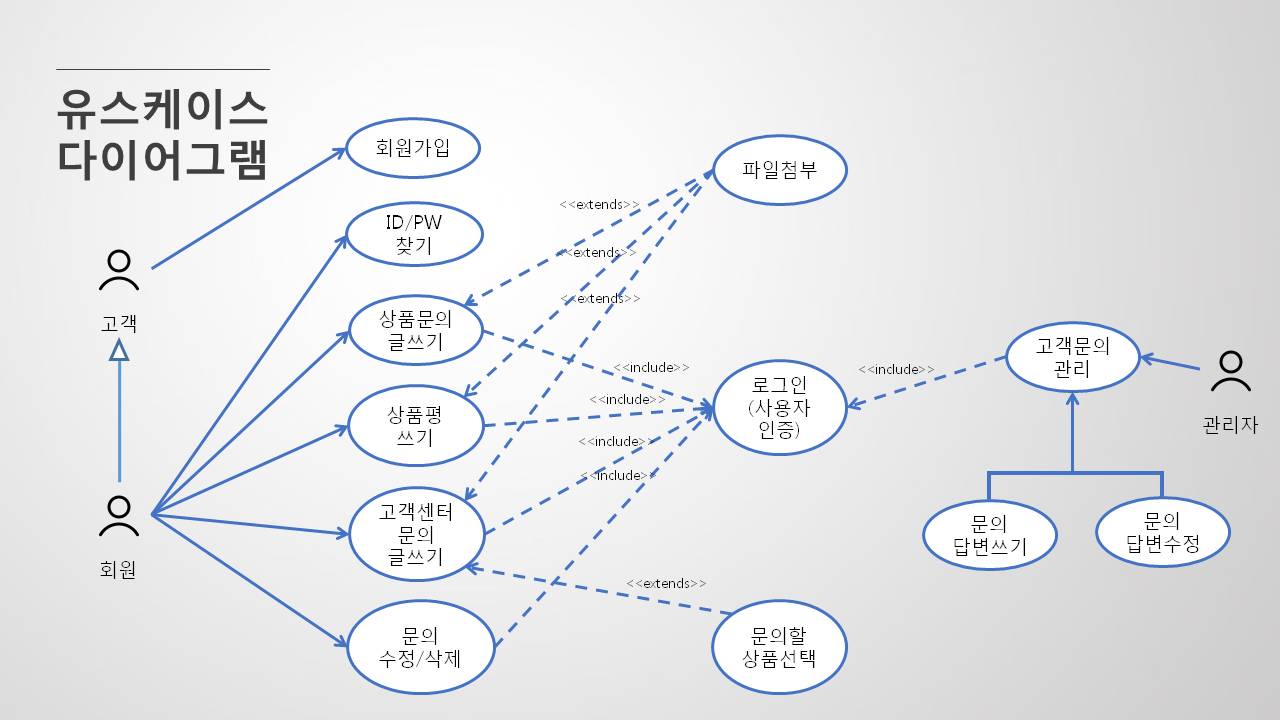 유스케이스
다이어그램
회원가입
ID/PW
찾기
상품문의
글쓰기
상품평
쓰기
고객센터
문의
글쓰기
문의
수정/삭제
고객
회원
<<extends>>
<<extends>>
<<extends>>
<<include>>
<<include>>
<<include>>
<<include>>
<<extends>>
파일첨부
로그인
(사용자
인증)
문의할
상품선택
<<include>>
고객문의
관리
관리자
문의
답변쓰기
문의
답변수정